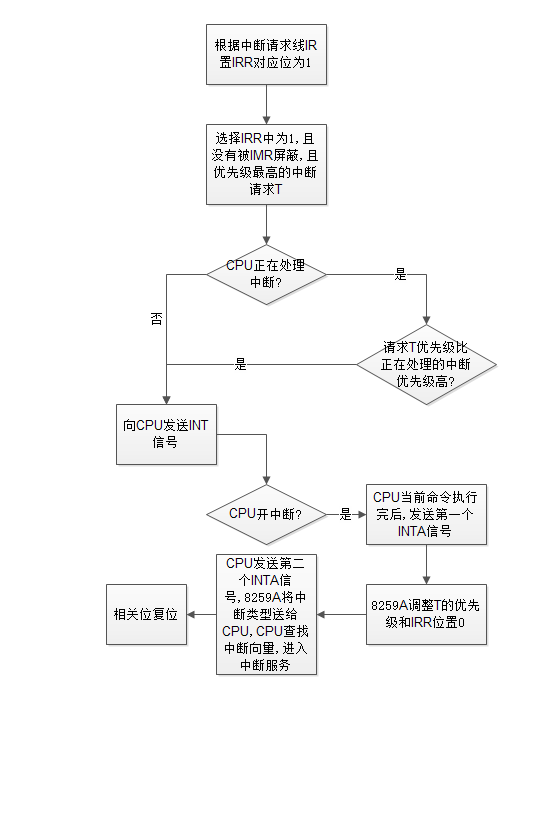 根据中断请求线IR
置IRR对应位为1
选择IRR中为1,且
没有被IMR屏蔽,且
优先级最高的中断
请求T
CPU正在处理
中断?
是
否
请求T优先级比
正在处理的中断
优先级高?
是
向CPU发送INT
信号
CPU开中断?
是
CPU当前命令执行
完后,发送第一个
INTA信号
8259A调整T的优先
级和IRR位置0
CPU发送第二
个INTA信
号,8259A将中
断类型送给
CPU,CPU查找
中断向量,进入
中断服务
相关位复位